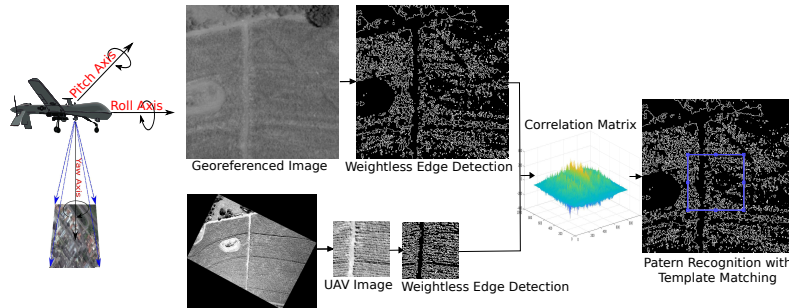 Pitch Axis
Roll Axis
Yaw Axis
Georeferenced Image
Weightless Edge Detection
UAV Image
Weightless Edge Detection
Correlation Matrix
Patern Recognition with
Template Matching